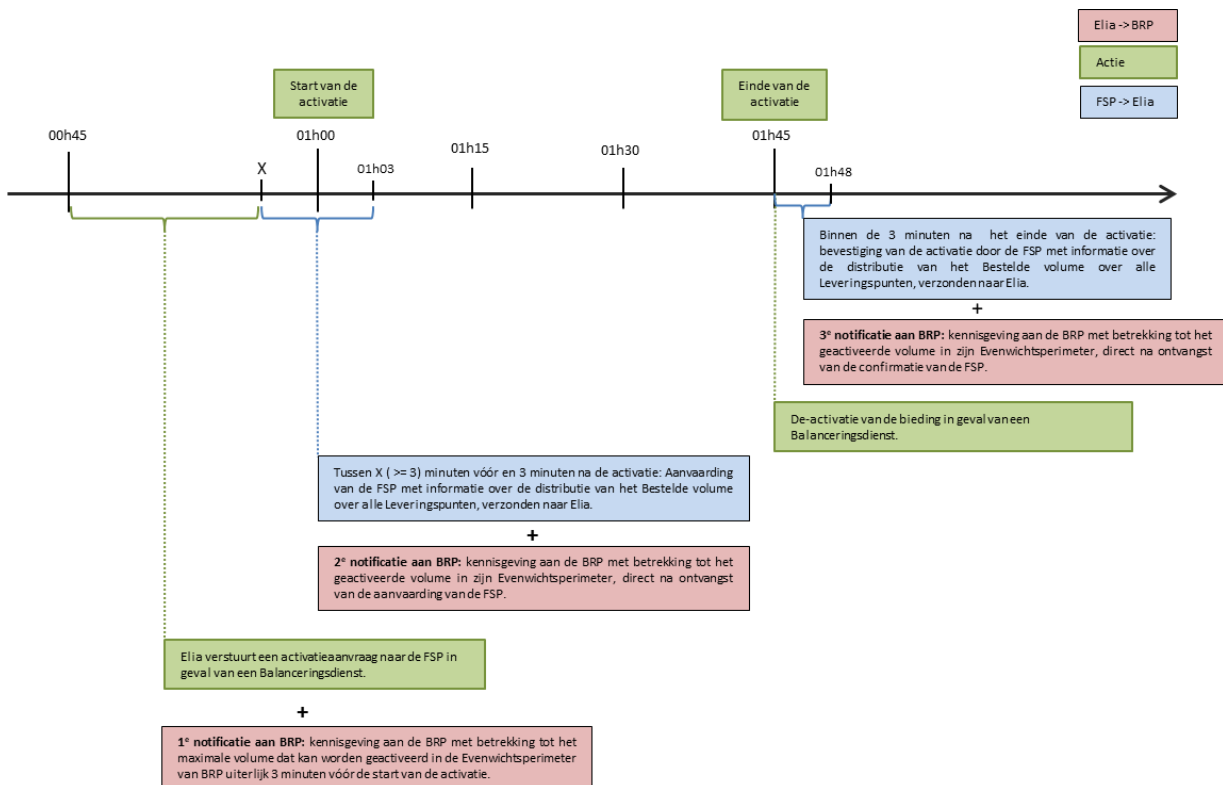 Elia -> BRP
Actie
FSP -> Elia
Start van de
activatie
Einde van de
activatie
00h45
X
01h00
01h03
01h15
01h30
01h45
01h48
Binnen de 3 minuten na het einde van de activatie:
bevestiging van de activatie door de FSP met informatie over
de distributie van het Bestelde volume over alle
Leveringspunten, verzonden naar Elia.
+
3e notificatie aan BRP: kennisgeving aan de BRP met betrekking tot het
geactiveerde volume in zijn Evenwichtsperimeter, direct na ontvangst
van de confirmatie van de FSP.
De-activatie van de bieding in geval van een
Balanceringsdienst.
Tussen X ( >= 3) minuten vóór en 3 minuten na de activatie: Aanvaarding
van de FSP met informatie over de distributie van het Bestelde volume
over alle Leveringspunten, verzonden naar Elia.
+
2e notificatie aan BRP: kennisgeving aan de BRP met betrekking tot het
geactiveerde volume in zijn Evenwichtsperimeter, direct na ontvangst
van de aanvaarding van de FSP.
Elia verstuurt een activatieaanvraag naar de FSP in
geval van een Balanceringsdienst.
+
1e notificatie aan BRP: kennisgeving aan de BRP met betrekking tot het
maximale volume dat kan worden geactiveerd in de Evenwichtsperimeter
van BRP uiterlijk 3 minuten vóór de start van de activatie.